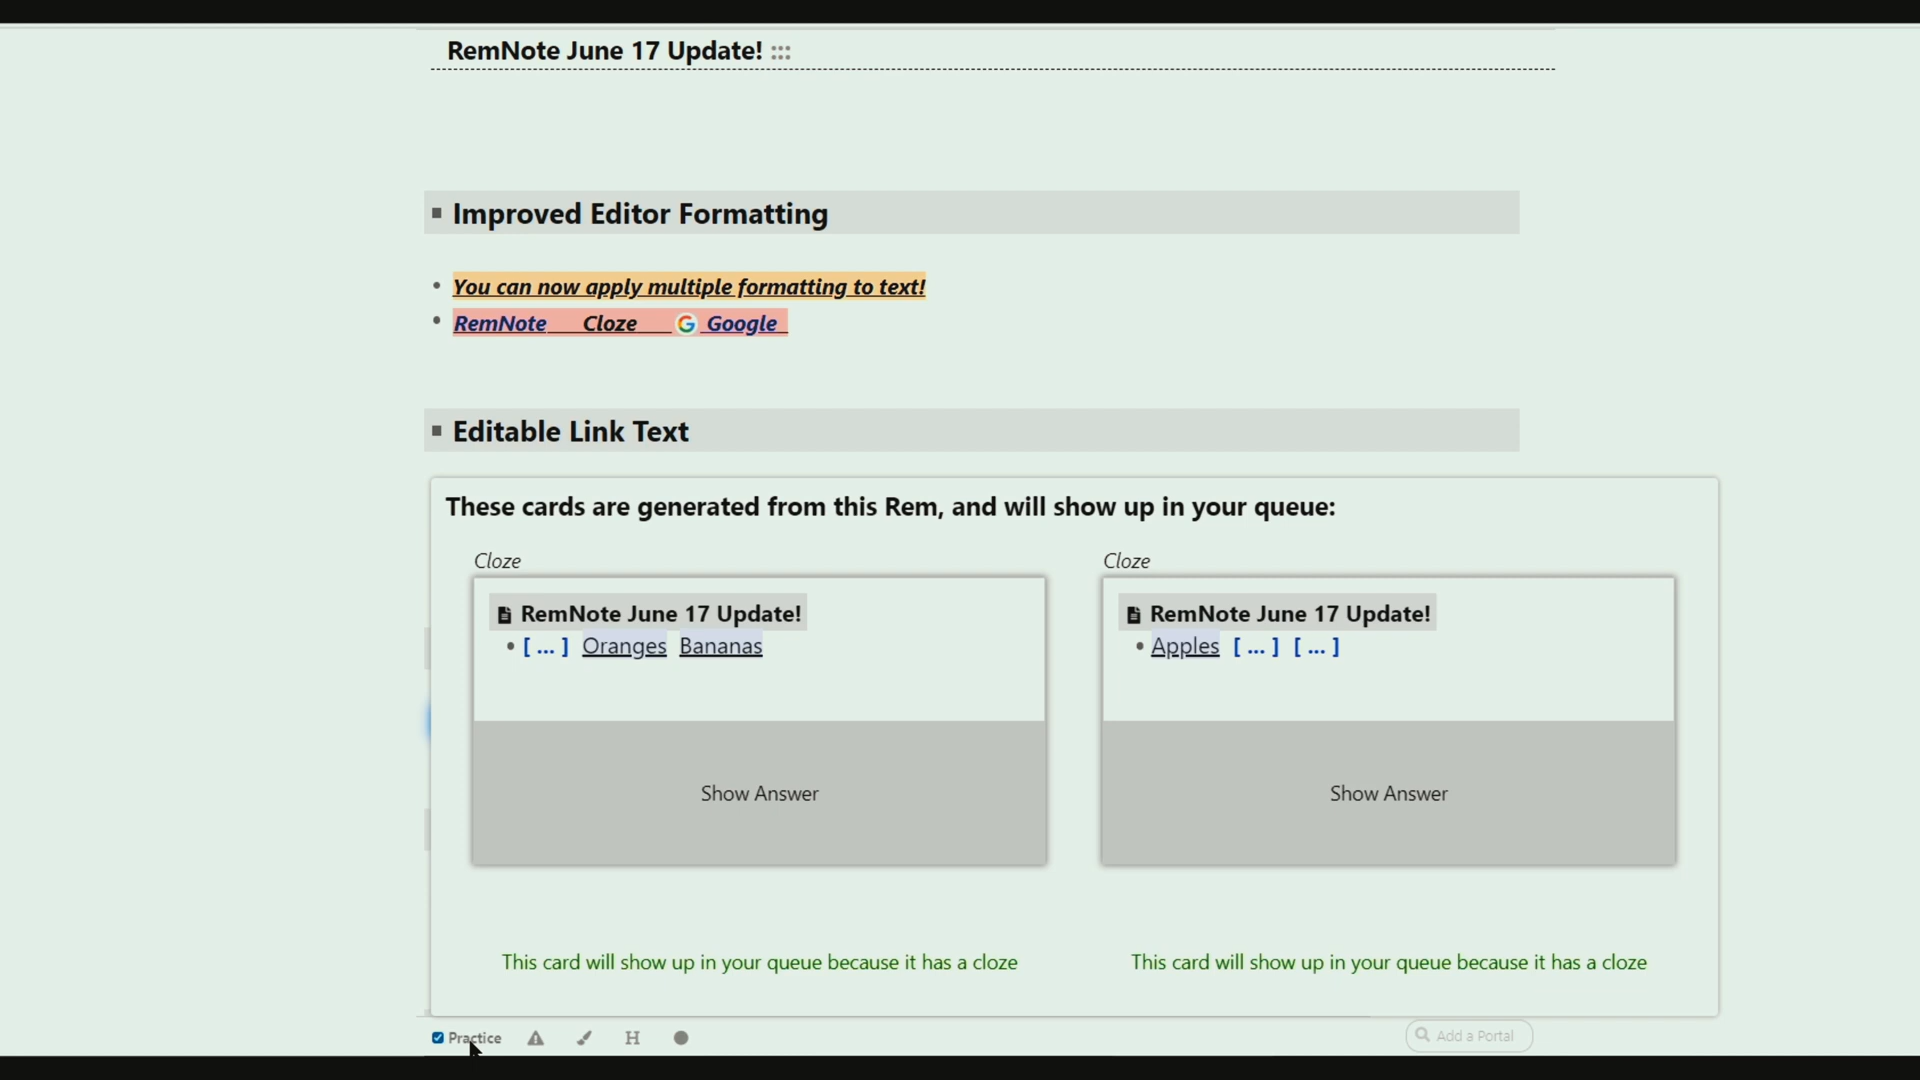 RemNote June 17 Update!
Improved Editor Formatting
You can now apply multiple formatting to text!
RemNote Cloze Google
Editable Link Text
These cards are generated from this Rem, and will show up in your queue:
Cloze
RemNote June 17 Update!
[ ... ] Oranges Bananas
Show Answer
This card will show up in your queue because it has a cloze
Cloze
RemNote June 17 Update!
Apples [ ... ] [ ... ]
Show Answer
This card will show up in your queue because it has a cloze
Practice H Add a Portal